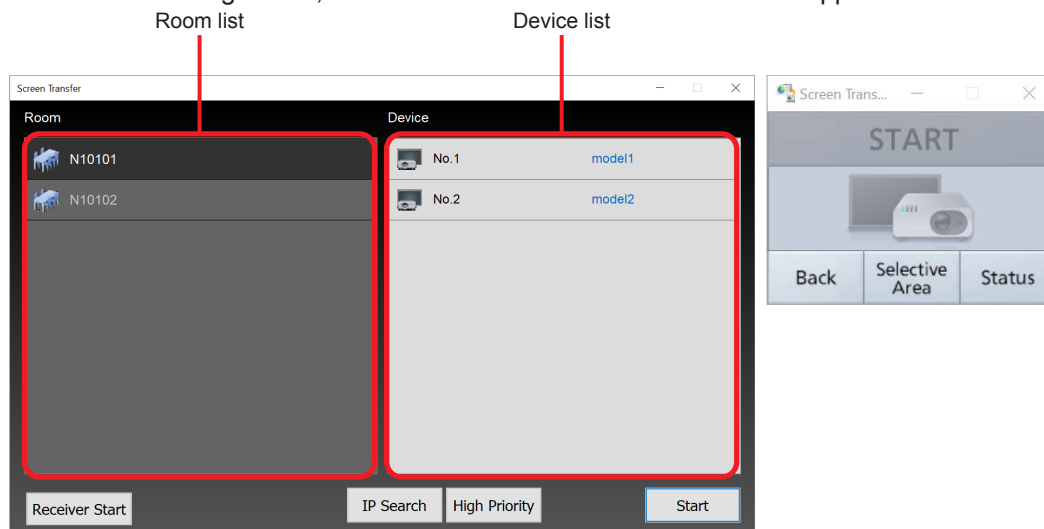 Room list
Device list
Screen Transfer
Room
Device
N10101
N10102
No.1 model1
No.2 model2
Receiver Start
IP Search
High Priority
Start
Screen Trans...
START
Back
Selective
Area
Status